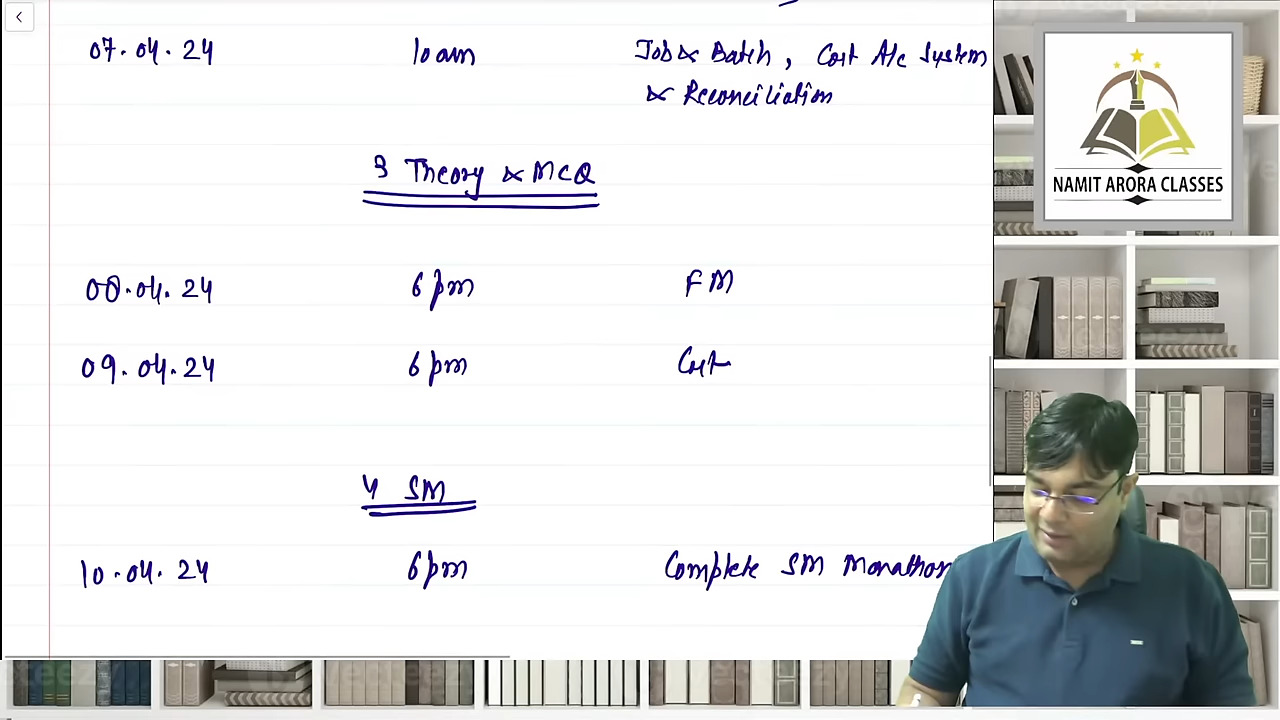 07.04.24 10am Job & Batch, Cost A/c System
& Reconciliation
3 Theory & MCQ
08.04.24 6pm FM
09.04.24 6pm Cost
4 SM
10.04.24 6pm Complete SM Marathon
NAMIT ARORA CLASSES